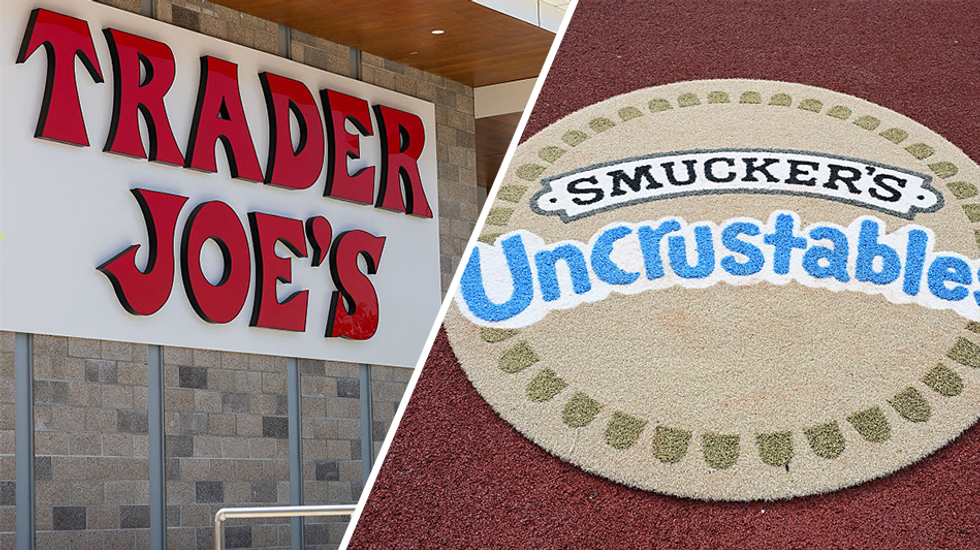 TRADER
JOE'S
SMUCKER'S
Uncrustables